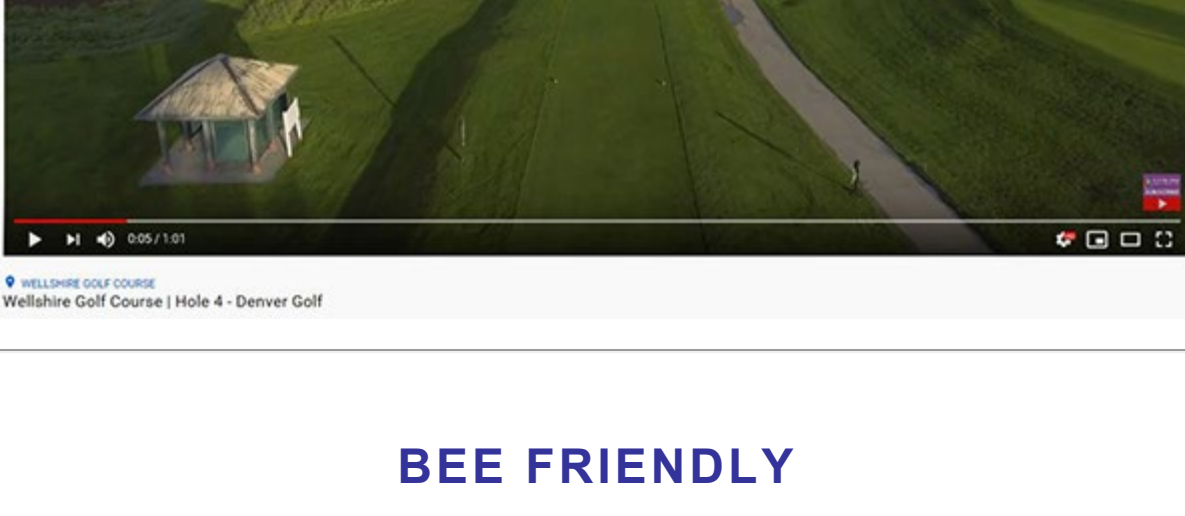 0:05 / 1:01
WELLSHIRE GOLF COURSE
Wellshire Golf Course | Hole 4 - Denver Golf
BEE FRIENDLY